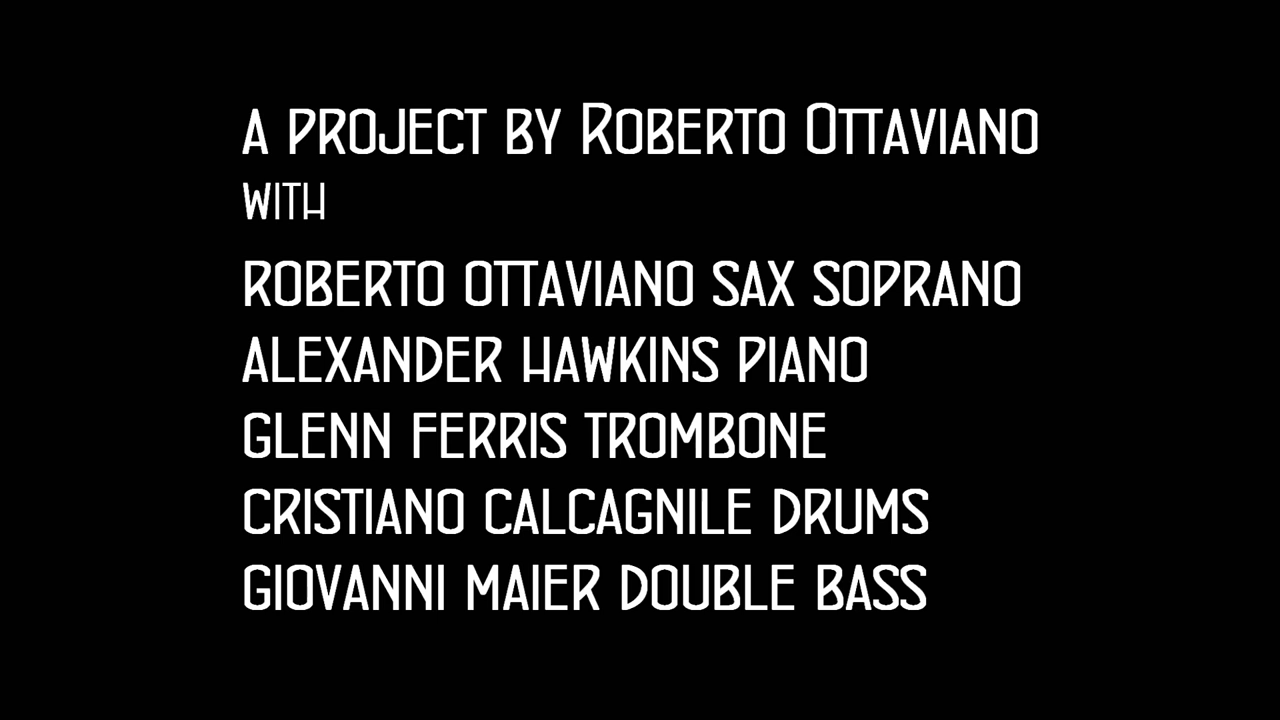 A PROJECT BY ROBERTO OTTAVIANO
WITH
ROBERTO OTTAVIANO SAX SOPRANO
ALEXANDER HAWKINS PIANO
GLENN FERRIS TROMBONE
CRISTIANO CALCAGNILE DRUMS
GIOVANNI MAIER DOUBLE BASS